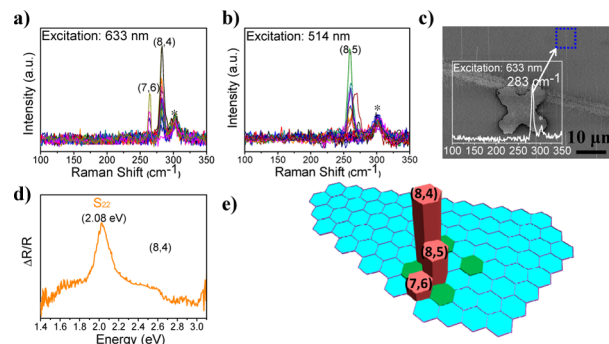 a)
Excitation: 633 nm
(8,4)
(7,6)
*
Intensity (a.u.)
100 150 200 250 300 350
Raman Shift (cm-1)
b)
Excitation: 514 nm
(8,5)
*
Intensity (a.u.)
100 150 200 250 300 350
Raman Shift (cm-1)
c)
Excitation: 633 nm
283 cm-1
100 150 200 250 300 350
10 μm
d)
S22
(2.08 eV)
(8,4)
ΔR/R
1.4 1.6 1.8 2.0 2.2 2.4 2.6 2.8 3.0
Energy (eV)
e)
(8,4)
(8,5)
(7,6)